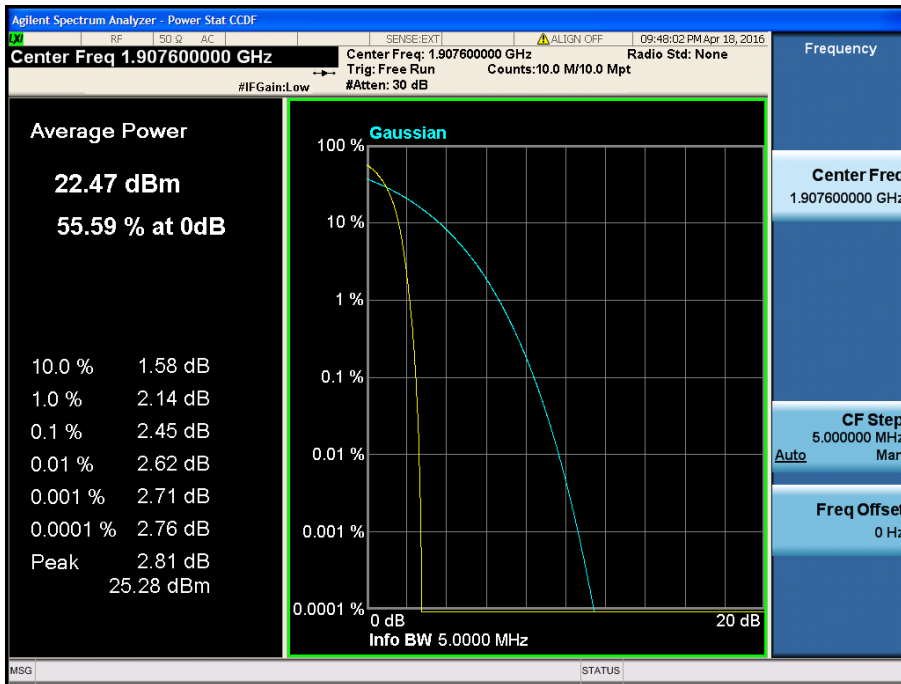 Agilent Spectrum Analyzer - Power Stat CCDF
LXI RF 50 Ω AC SENSE:EXT ALIGN OFF 09:48:02 PM Apr 18, 2016
Center Freq 1.907600000 GHz
Center Freq: 1.907600000 GHz Radio Std: None
Trig: Free Run Counts:10.0 M/10.0 Mpt
#IFGain:Low #Atten: 30 dB
Frequency
Average Power
22.47 dBm
55.59 % at 0dB
10.0 % 1.58 dB
1.0 % 2.14 dB
0.1 % 2.45 dB
0.01 % 2.62 dB
0.001 % 2.71 dB
0.0001 % 2.76 dB
Peak 2.81 dB
25.28 dBm
Gaussian
100 %
10 %
1 %
0.1 %
0.01 %
0.001 %
0.0001 %
0 dB 20 dB
Info BW 5.0000 MHz
Center Freq
1.907600000 GHz
CF Step
5.000000 MHz
Auto Man
Freq Offset
0 Hz
MSG STATUS